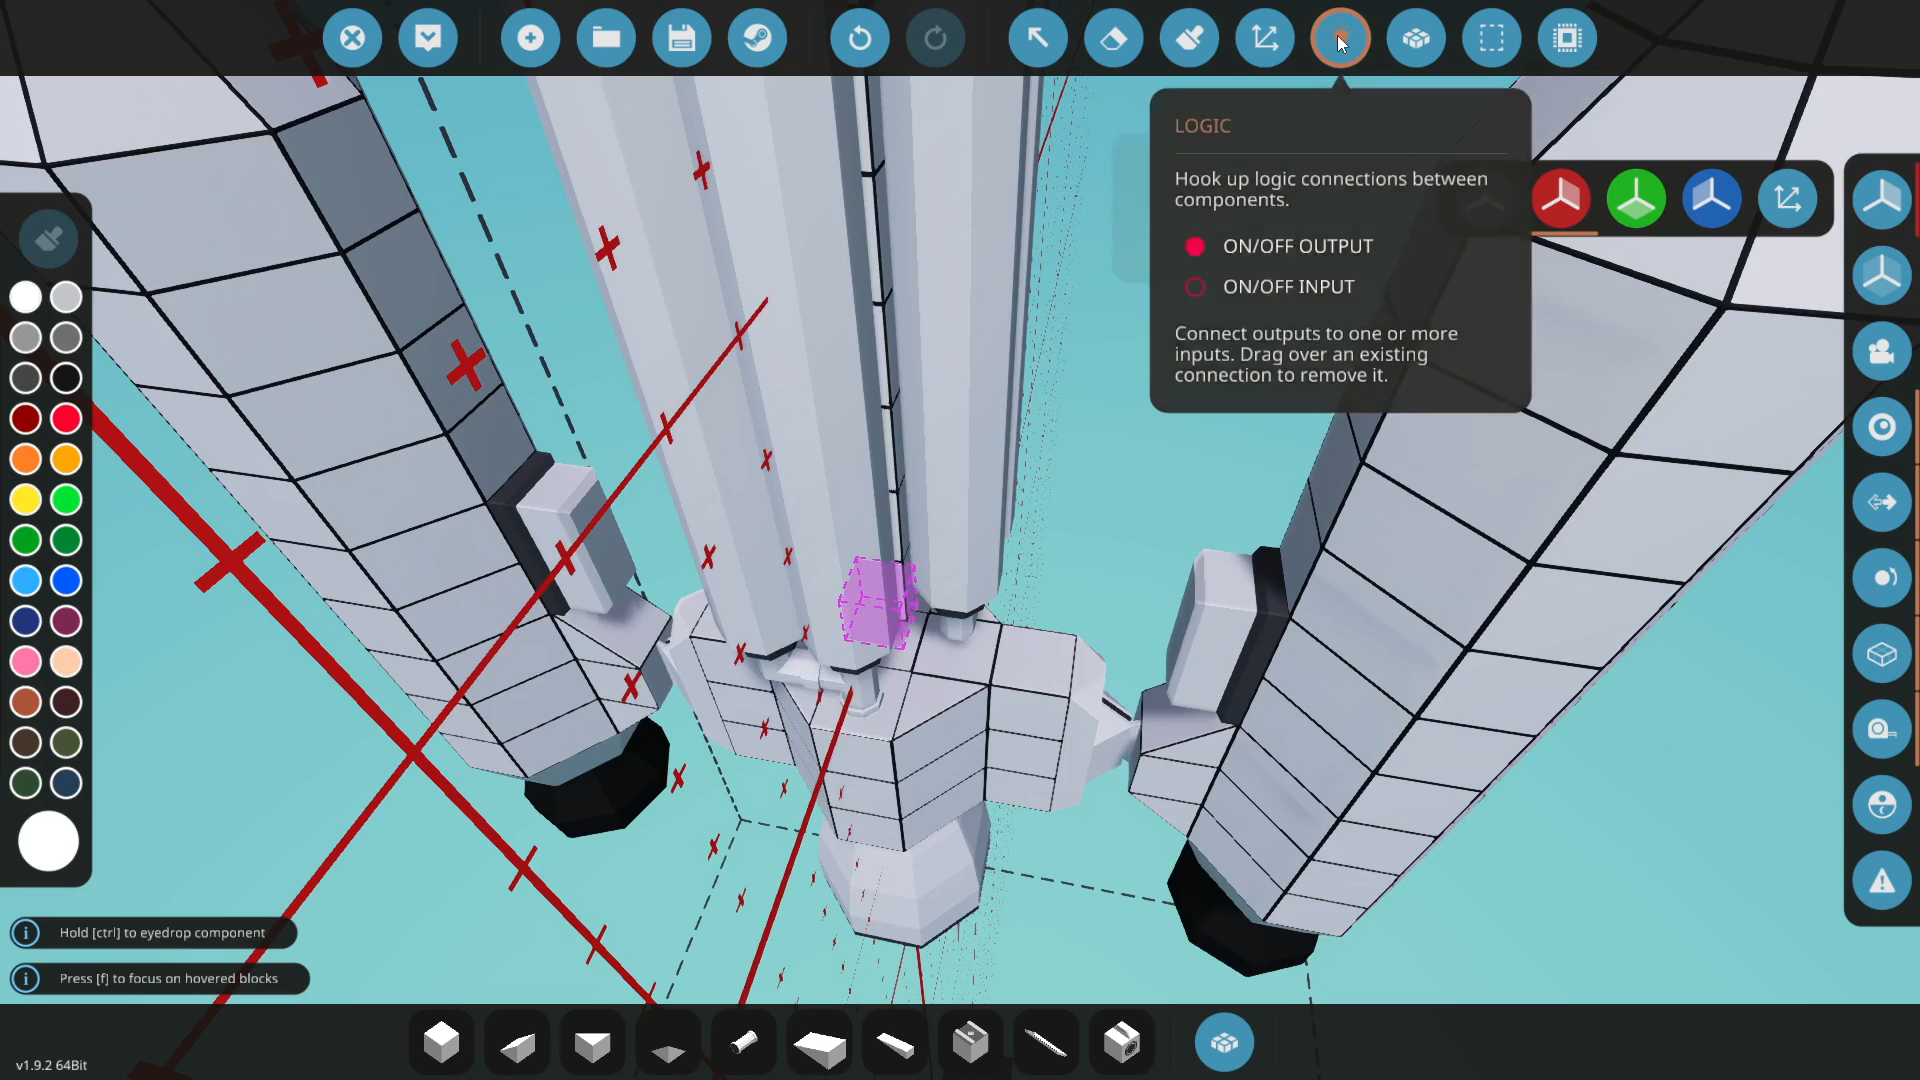 LOGIC
Hook up logic connections between
components.
ON/OFF OUTPUT
ON/OFF INPUT
Connect outputs to one or more
inputs. Drag over an existing
connection to remove it.
Hold [ctrl] to eyedrop component
Press [f] to focus on hovered blocks
v1.9.2 64Bit